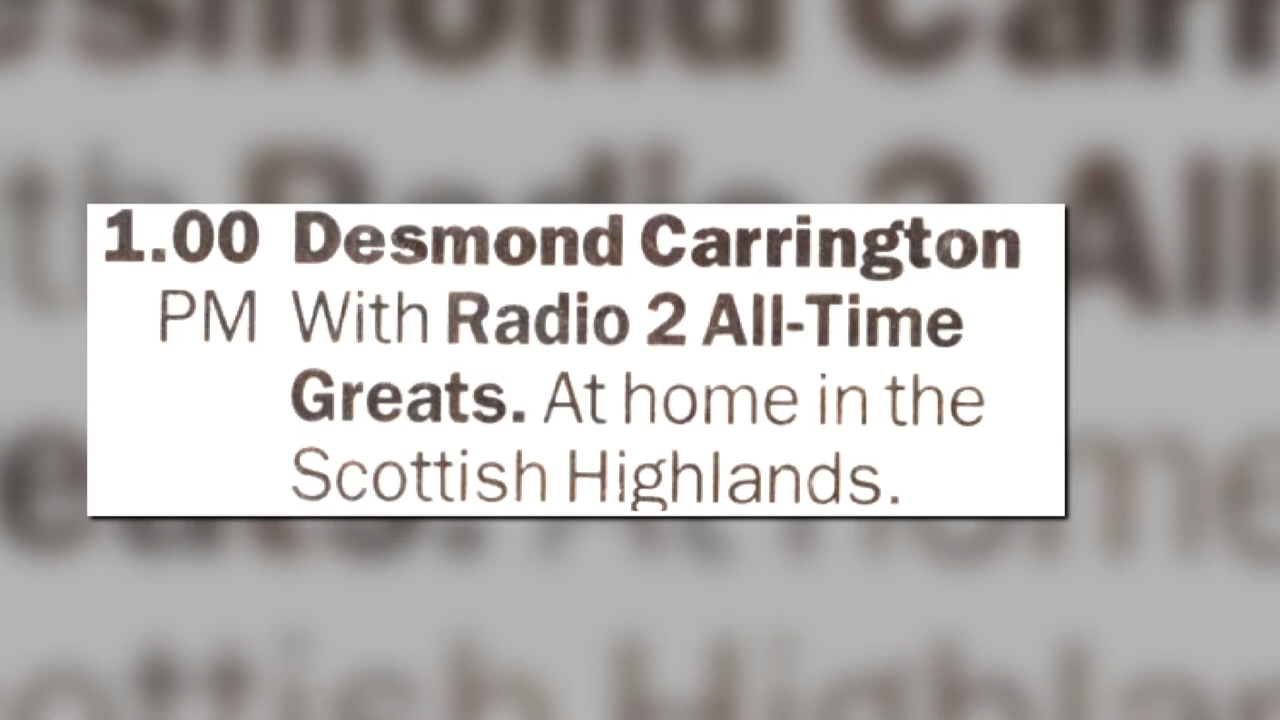 1.00 Desmond Carrington
PM With Radio 2 All-Time
Greats. At home in the
Scottish Highlands.